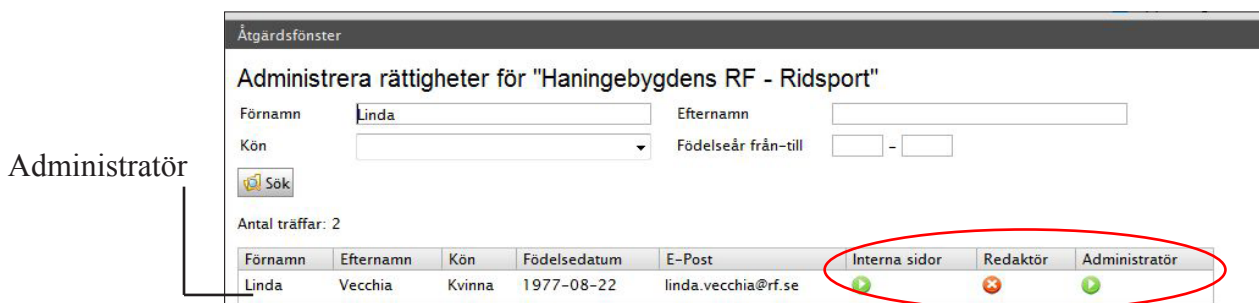 Åtgärdsfönster
Administrera rättigheter för "Haningebygdens RF - Ridsport"
Förnamn Linda Efternamn
Kön Födelseår från-till -
Administratör
Sök
Antal träffar: 2
Förnamn Efternamn Kön Födelsedatum E-Post Interna sidor Redaktör Administratör
Linda Vecchia Kvinna 1977-08-22 linda.vecchia@rf.se